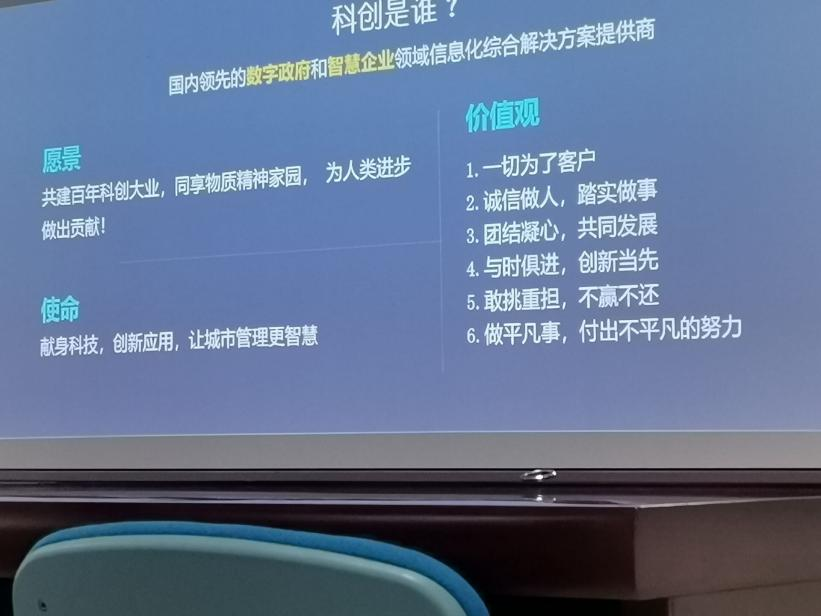 科创是谁？
国内领先的数字政府和智慧企业领域信息化综合解决方案提供商
愿景
共建百年科创大业，同享物质精神家园， 为人类进步
做出贡献！
使命
献身科技，创新应用，让城市管理更智慧
价值观
1.一切为了客户
2.诚信做人，踏实做事
3.团结凝心，共同发展
4.与时俱进，创新当先
5.敢挑重担，不赢不还
6.做平凡事，付出不平凡的努力